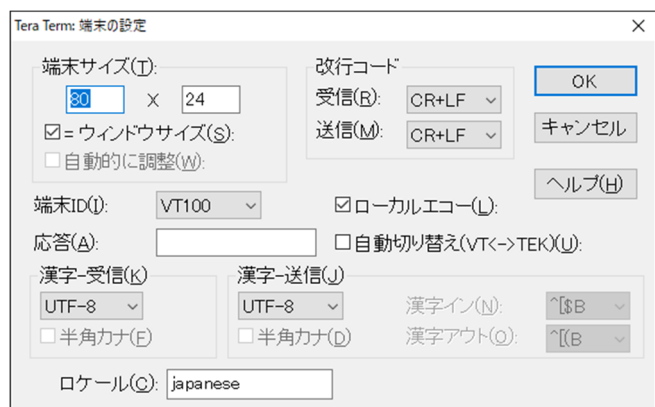 Tera Term: 端末の設定
端末サイズ(T):
80 X 24
=ウィンドウサイズ(S):
自動的に調整(W):
改行コード
受信(R): CR+LF
送信(M): CR+LF
OK
キャンセル
ヘルプ(H)
端末ID(I): VT100
ローカルエコー(L):
応答(A):
自動切り替え(VT<->TEK)(U):
漢字-受信(K)
UTF-8
半角カナ(F)
漢字-送信(J)
UTF-8
半角カナ(D)
漢字イン(N): ^[$B
漢字アウト(O): ^[(B
ロケール(C): japanese